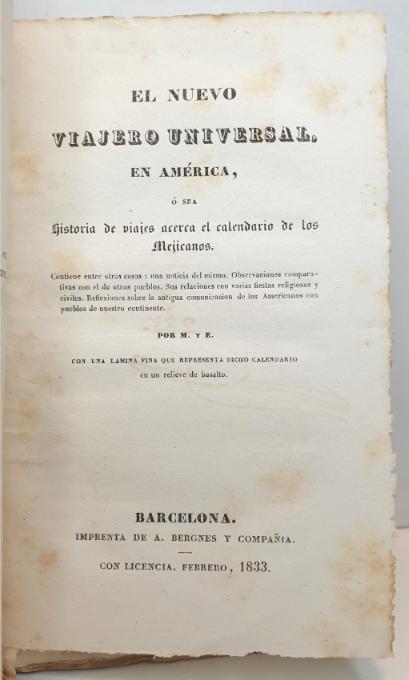 EL NUEVO
VIAJERO UNIVERSAL.
EN AMÉRICA,
Ó SEA
Historia de viajes acerca el calendario de los
Mejicanos.
Contiene entre otras cosas : una noticia del mismo. Observaciones compara-
tivas con el de otros pueblos. Sus relaciones con varias fiestas religiosas y
civiles. Reflexiones sobre la antigua comunicacion de los Americanos con
pueblos de nuestro continente.
POR M. Y E.
CON UNA LAMINA FINA QUE REPRESENTA DICHO CALENDARIO
en un relieve de basalto.
BARCELONA.
IMPRENTA DE A. BERGNES Y COMPAÑIA.
CON LICENCIA. FEBRERO, 1833.